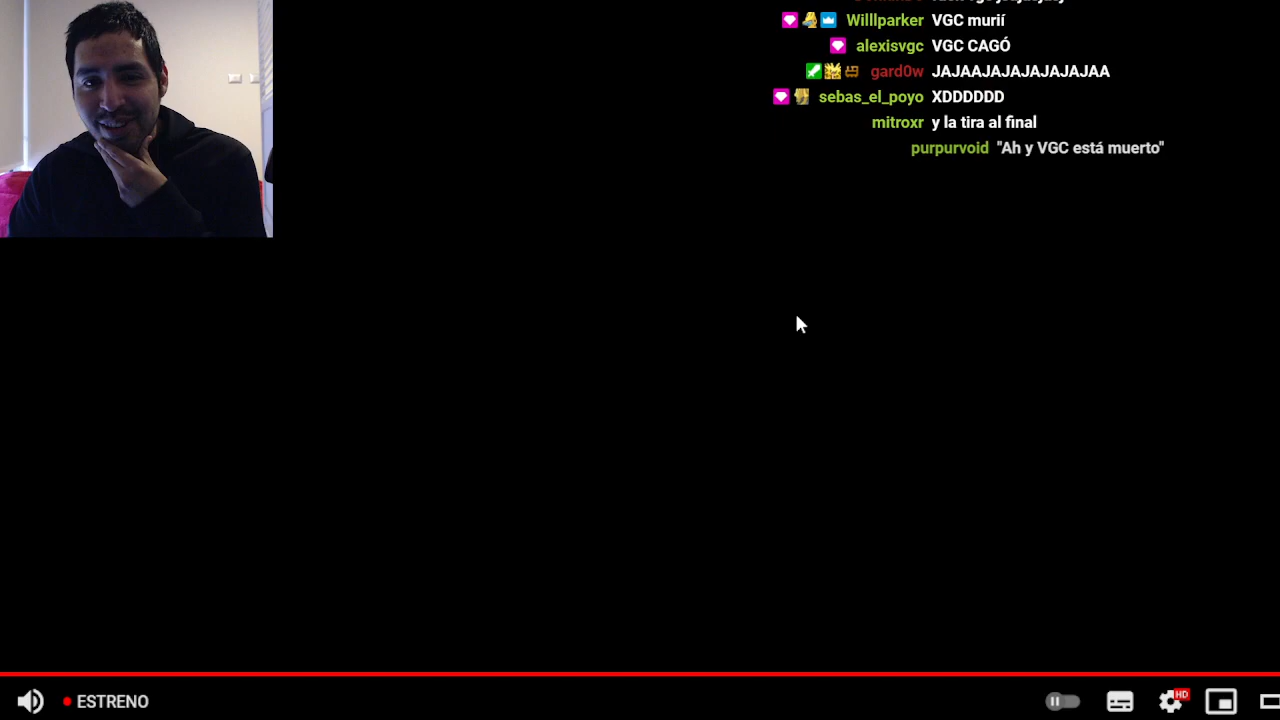 Willlparker VGC murií
alexisvgc VGC CAGÓ
gard0w JAJAAJAJAJAJAJAJAA
sebas_el_poyo XDDDDDD
mitroxr y la tira al final
purpurvoid "Ah y VGC está muerto"
HD
ESTRENO